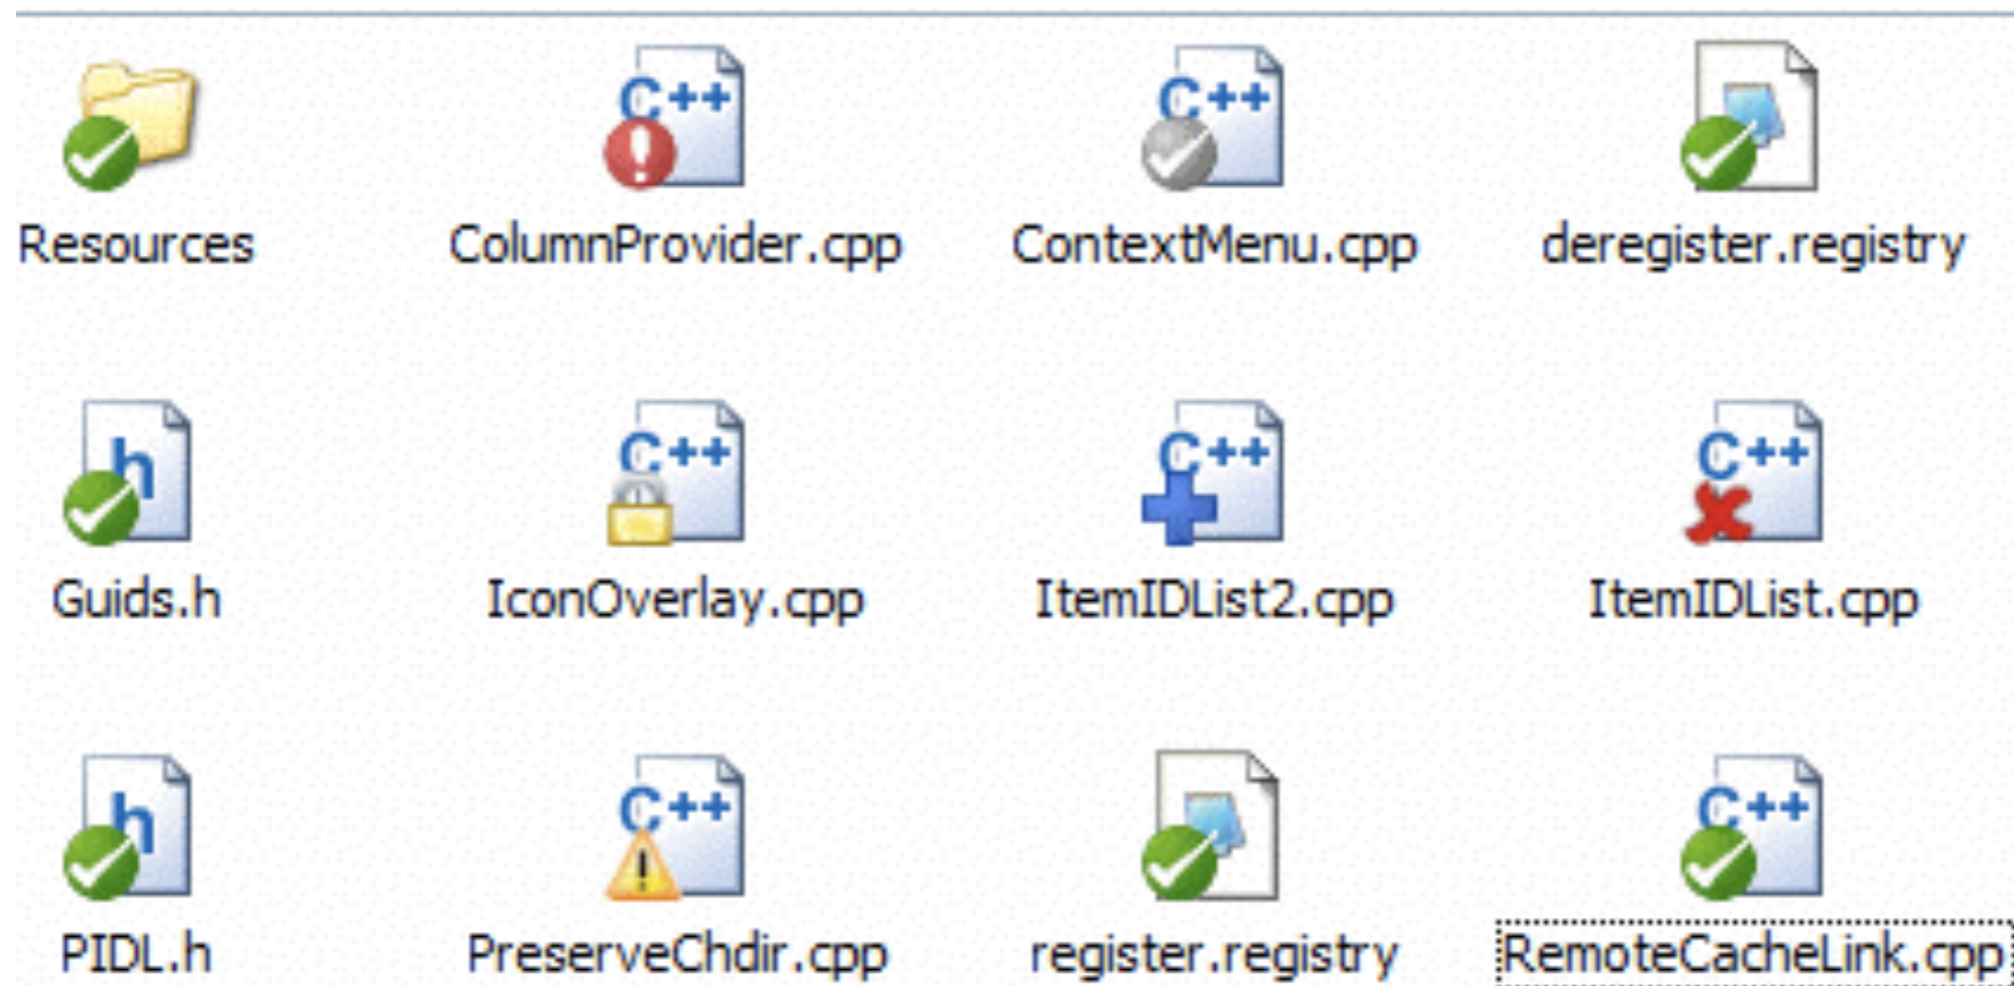 C++
C++
Resources
ColumnProvider.cpp
ContextMenu.cpp
deregister.registry
h
C++
C++
C++
Guids.h
IconOverlay.cpp
ItemIDList2.cpp
ItemIDList.cpp
h
C++
C++
PIDL.h
PreserveChdir.cpp
register.registry
RemoteCacheLink.cpp